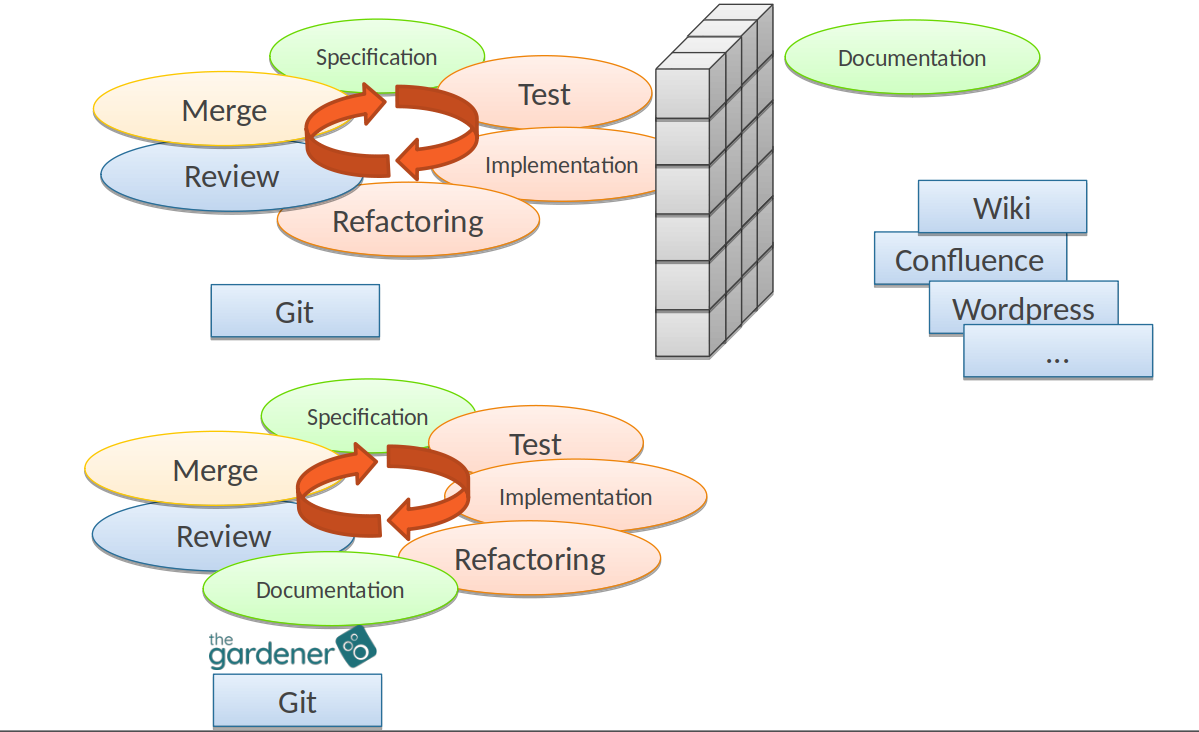 Specification
Documentation
Test
Merge
Implementation
Review
Refactoring
Wiki
Confluence
Wordpress
...
Git
Specification
Test
Merge
Implementation
Review
Refactoring
Documentation
the
gardener
Git